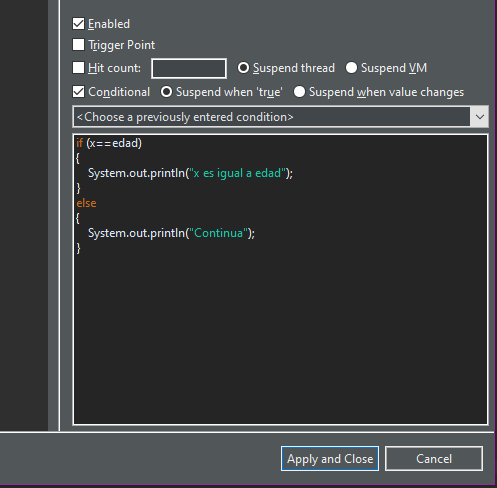 Enabled
Trigger Point
Hit count: Suspend thread Suspend VM
Conditional Suspend when 'true' Suspend when value changes
<Choose a previously entered condition>
if (x==edad)
{
System.out.println("x es igual a edad");
}
else
{
System.out.println("Continua");
}
Apply and Close Cancel